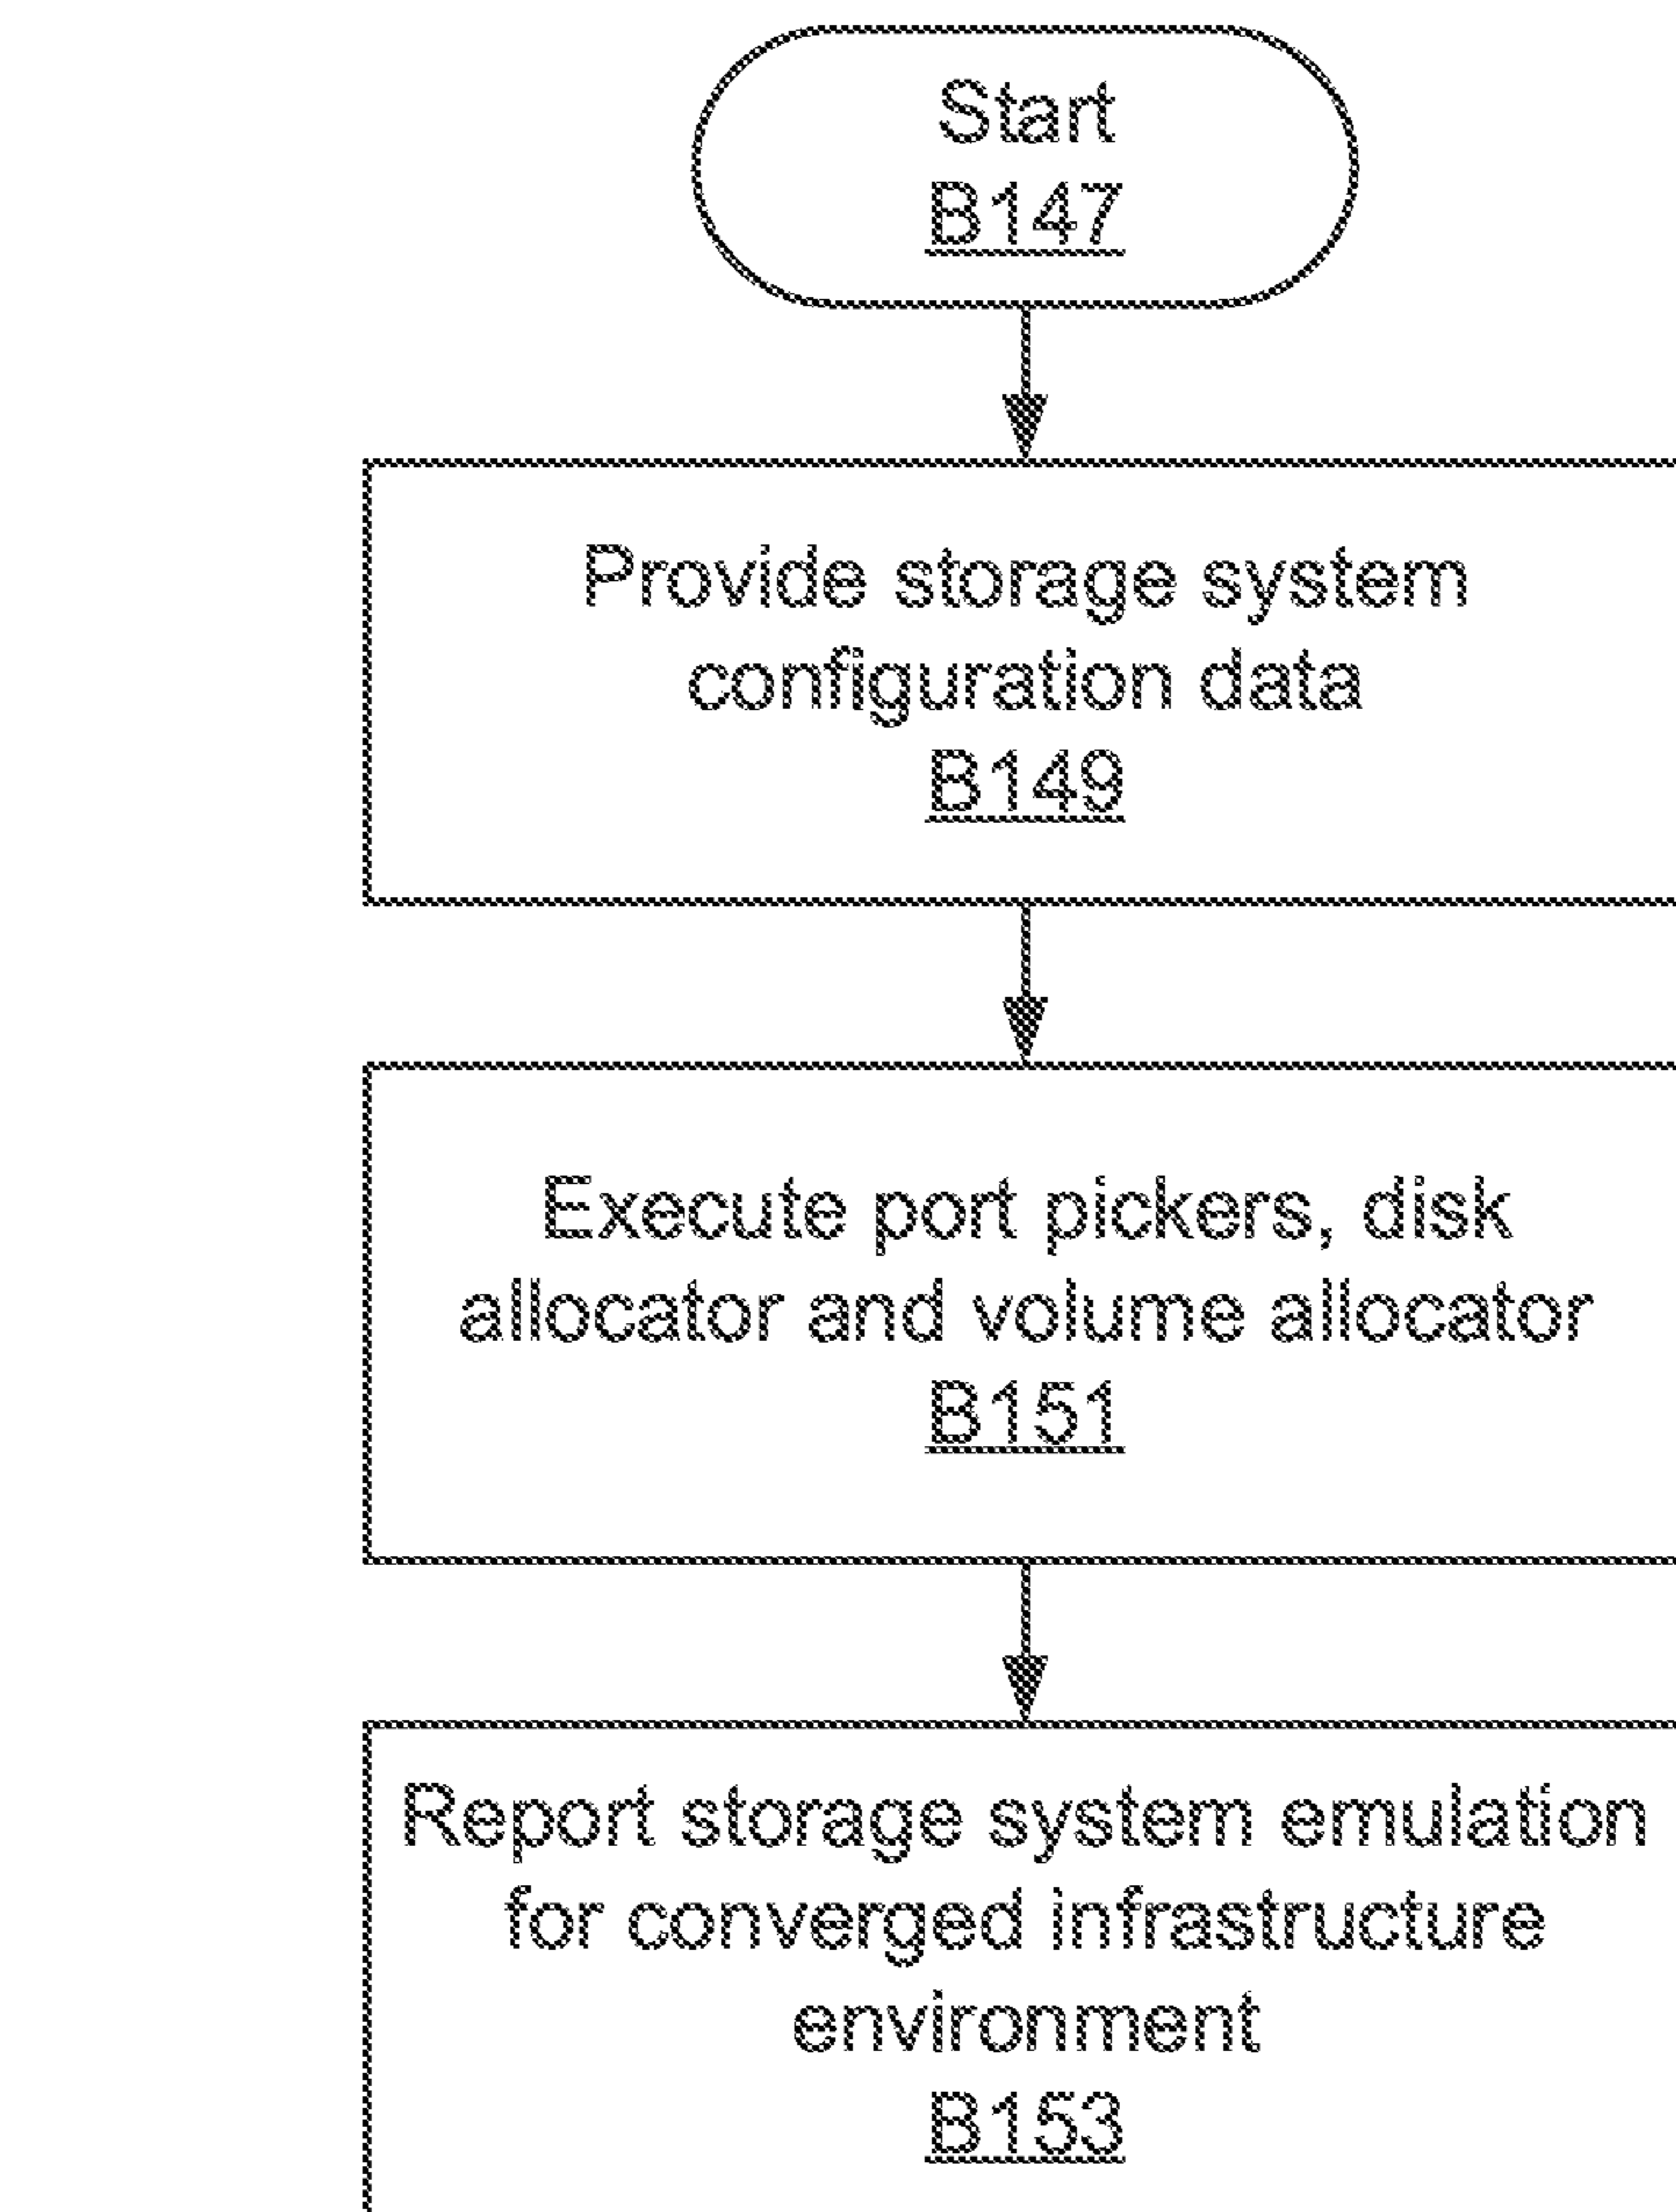 Start
B147
Provide storage system
configuration data
B149
Execute port pickers, disk
allocator and volume allocator
B151
Report storage system emulation
for converged infrastructure
environment
B153